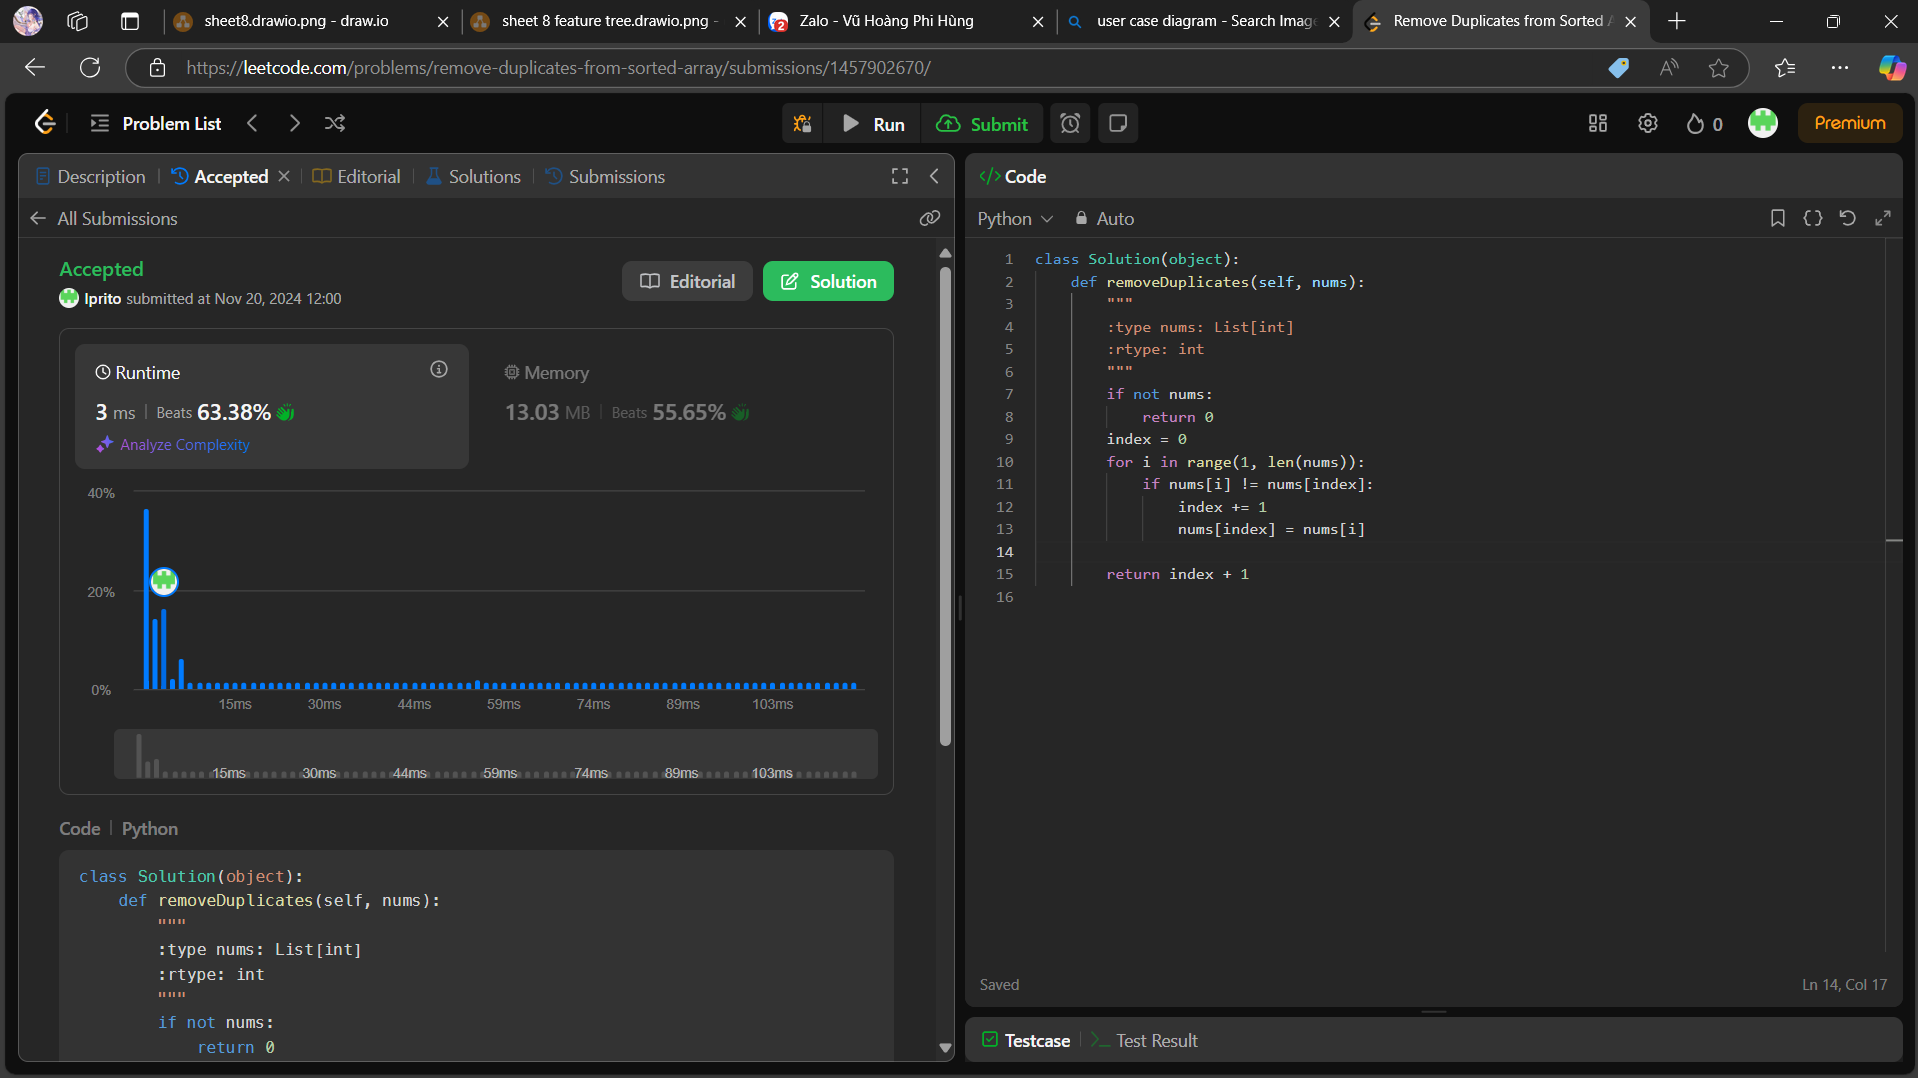 sheet8.drawio.png - draw.io
sheet 8 feature tree.drawio.png -
Zalo - Vũ Hoàng Phi Hùng
user case diagram - Search Image
Remove Duplicates from Sorted A
https://leetcode.com/problems/remove-duplicates-from-sorted-array/submissions/1457902670/
Problem List
Run
Submit
0
Premium
Description
Accepted
Editorial
Solutions
Submissions
All Submissions
Accepted
Iprito submitted at Nov 20, 2024 12:00
Editorial
Solution
Runtime
3 ms | Beats 63.38%
Analyze Complexity
Memory
13.03 MB | Beats 55.65%
40%
20%
0%
15ms 30ms 44ms 59ms 74ms 89ms 103ms
15ms 30ms 44ms 59ms 74ms 89ms 103ms
Code | Python
class Solution(object):
    def removeDuplicates(self, nums):
        """
        :type nums: List[int]
        :rtype: int
        """
        if not nums:
            return 0
</> Code
Python
Auto
1 class Solution(object):
2     def removeDuplicates(self, nums):
3         """
4         :type nums: List[int]
5         :rtype: int
6         """
7         if not nums:
8             return 0
9         index = 0
10         for i in range(1, len(nums)):
11             if nums[i] != nums[index]:
12                 index += 1
13                 nums[index] = nums[i]
14
15         return index + 1
16
Saved
Ln 14, Col 17
Testcase
Test Result